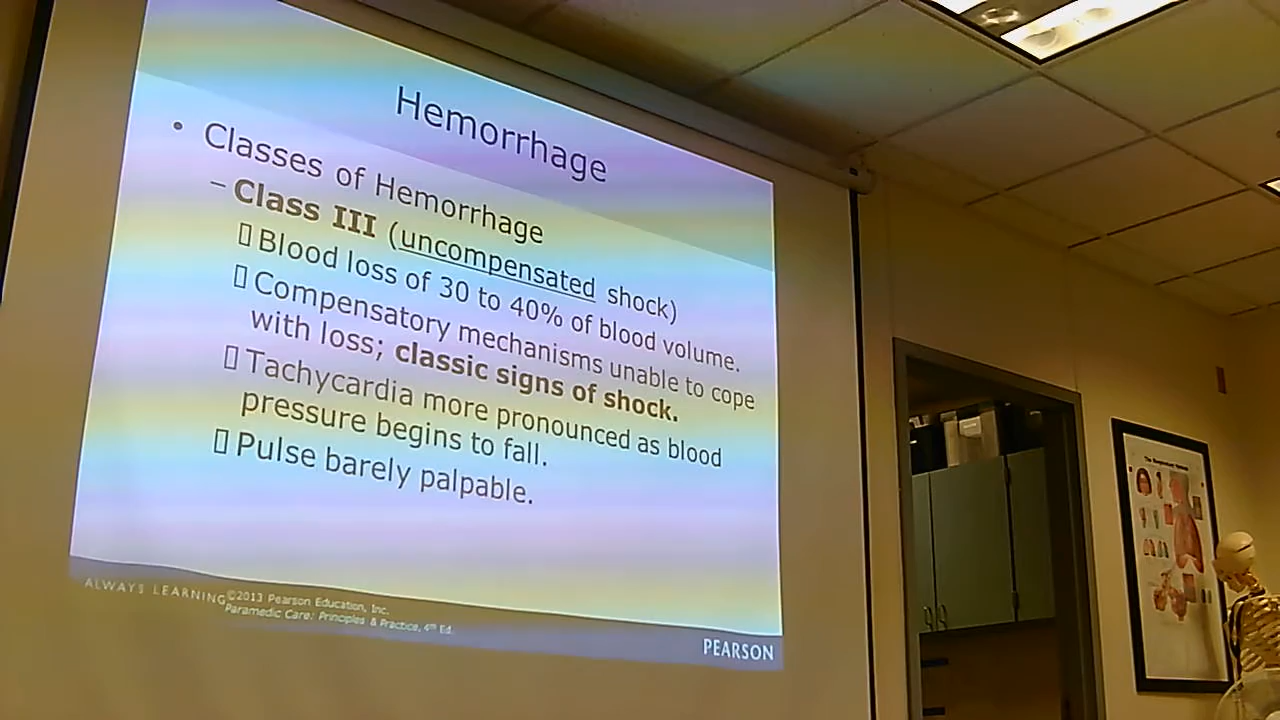 Hemorrhage
• Classes of Hemorrhage
– Class III (uncompensated shock)
Blood loss of 30 to 40% of blood volume.
Compensatory mechanisms unable to cope
with loss; classic signs of shock.
Tachycardia more pronounced as blood
pressure begins to fall.
Pulse barely palpable.
ALWAYS LEARNING
©2013 Pearson Education, Inc.
Paramedic Care: Principles & Practice, 4th Ed.
PEARSON